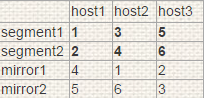 host1 host2 host3
segment1 1 3 5
segment2 2 4 6
mirror1 4 1 2
mirror2 5 6 3